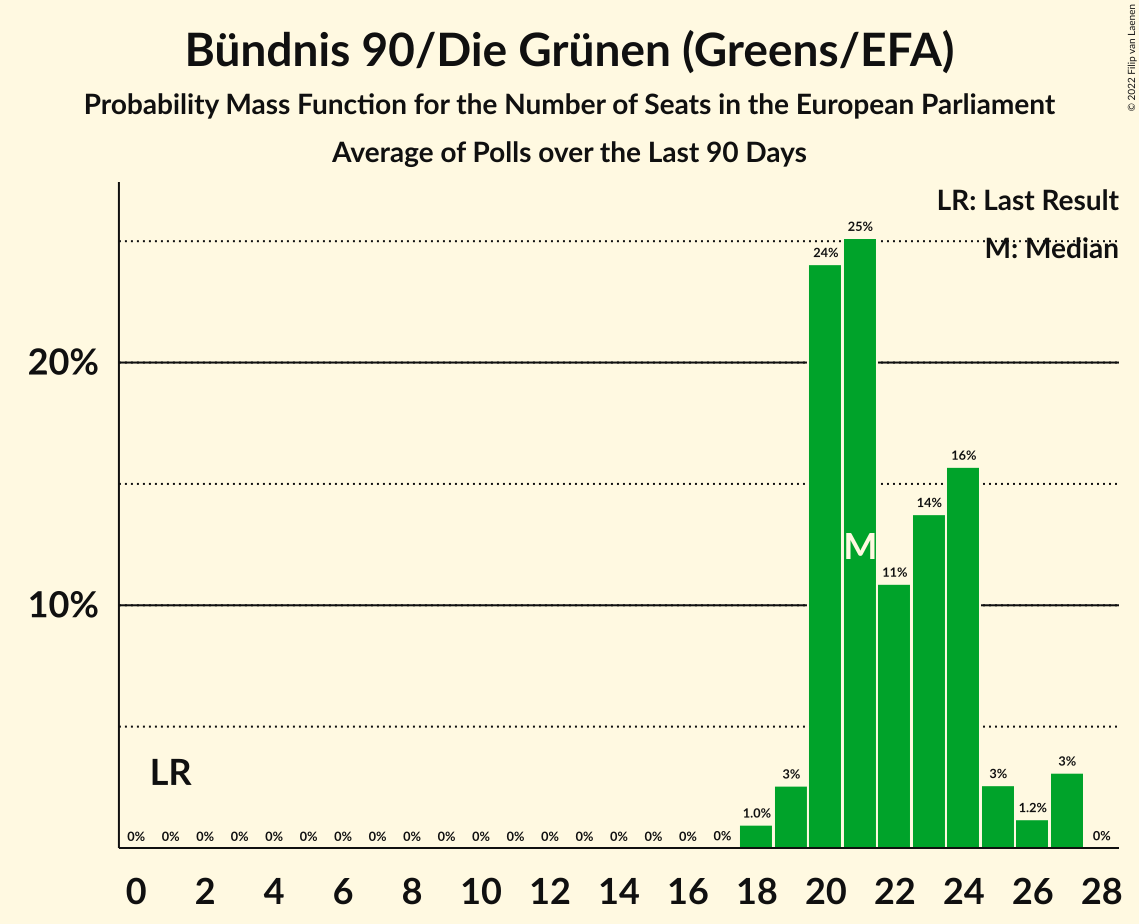 Bündnis 90/Die Grünen (Greens/EFA)
Probability Mass Function for the Number of Seats in the European Parliament
Average of Polls over the Last 90 Days
© 2022 Filip van Laenen
LR: Last Result
M: Median
25%
24%
20%
16%
14%
M
11%
10%
LR
3% 3% 3%
1.0% 1.2%
0% 0% 0% 0% 0% 0% 0% 0% 0% 0% 0% 0% 0% 0% 0% 0% 0% 0% 0%
0 2 4 6 8 10 12 14 16 18 20 22 24 26 28